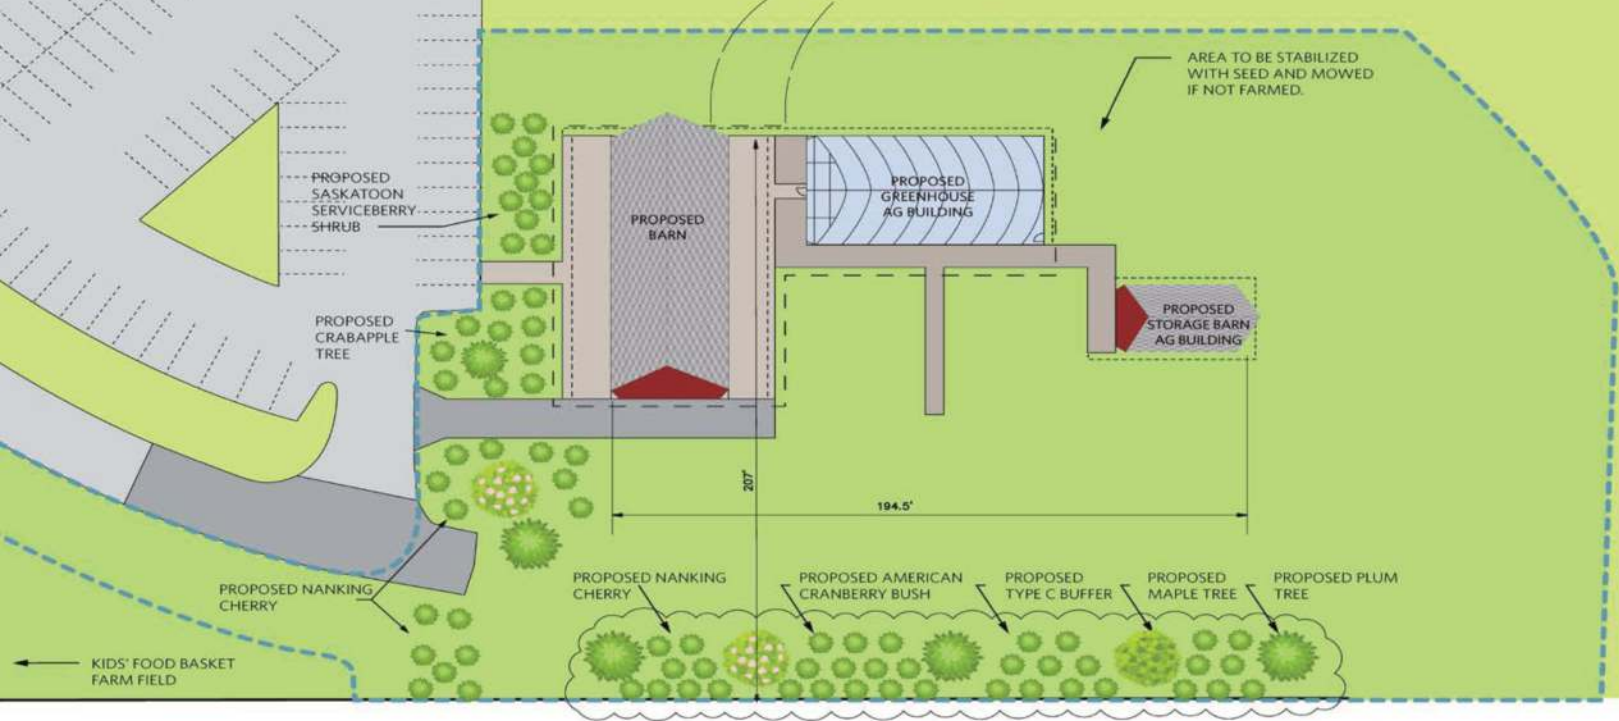 AREA TO BE STABILIZED
WITH SEED AND MOWED
IF NOT FARMED.
PROPOSED
SASKATOON
SERVICEBERRY
SHRUB
PROPOSED
BARN
PROPOSED
GREENHOUSE
AG BUILDING
PROPOSED
CRABAPPLE
TREE
PROPOSED
STORAGE BARN
AG BUILDING
207'
194.5'
PROPOSED NANKING
CHERRY
PROPOSED NANKING
CHERRY
PROPOSED AMERICAN
CRANBERRY BUSH
PROPOSED
TYPE C BUFFER
PROPOSED
MAPLE TREE
PROPOSED PLUM
TREE
KIDS' FOOD BASKET
FARM FIELD